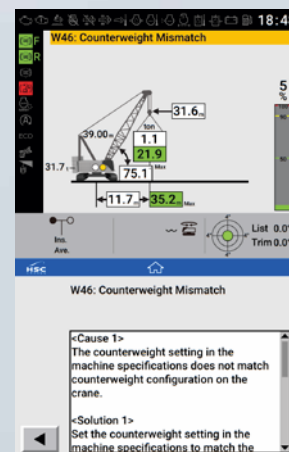 18:4
F
W46: Counterweight Mismatch
R
ECO
31.6m
39.00m
ton
1.1
21.9
Max
75.1
31.7
11.7m
35.2m
Max
5
%
Ins.
Ave.
List 0.0°
Trim 0.0°
HSC
W46: Counterweight Mismatch
<Cause 1>
The counterweight setting in the
machine specifications does not match
counterweight configuration on the
crane.
<Solution 1>
Set the counterweight setting in the
machine specifications to match the